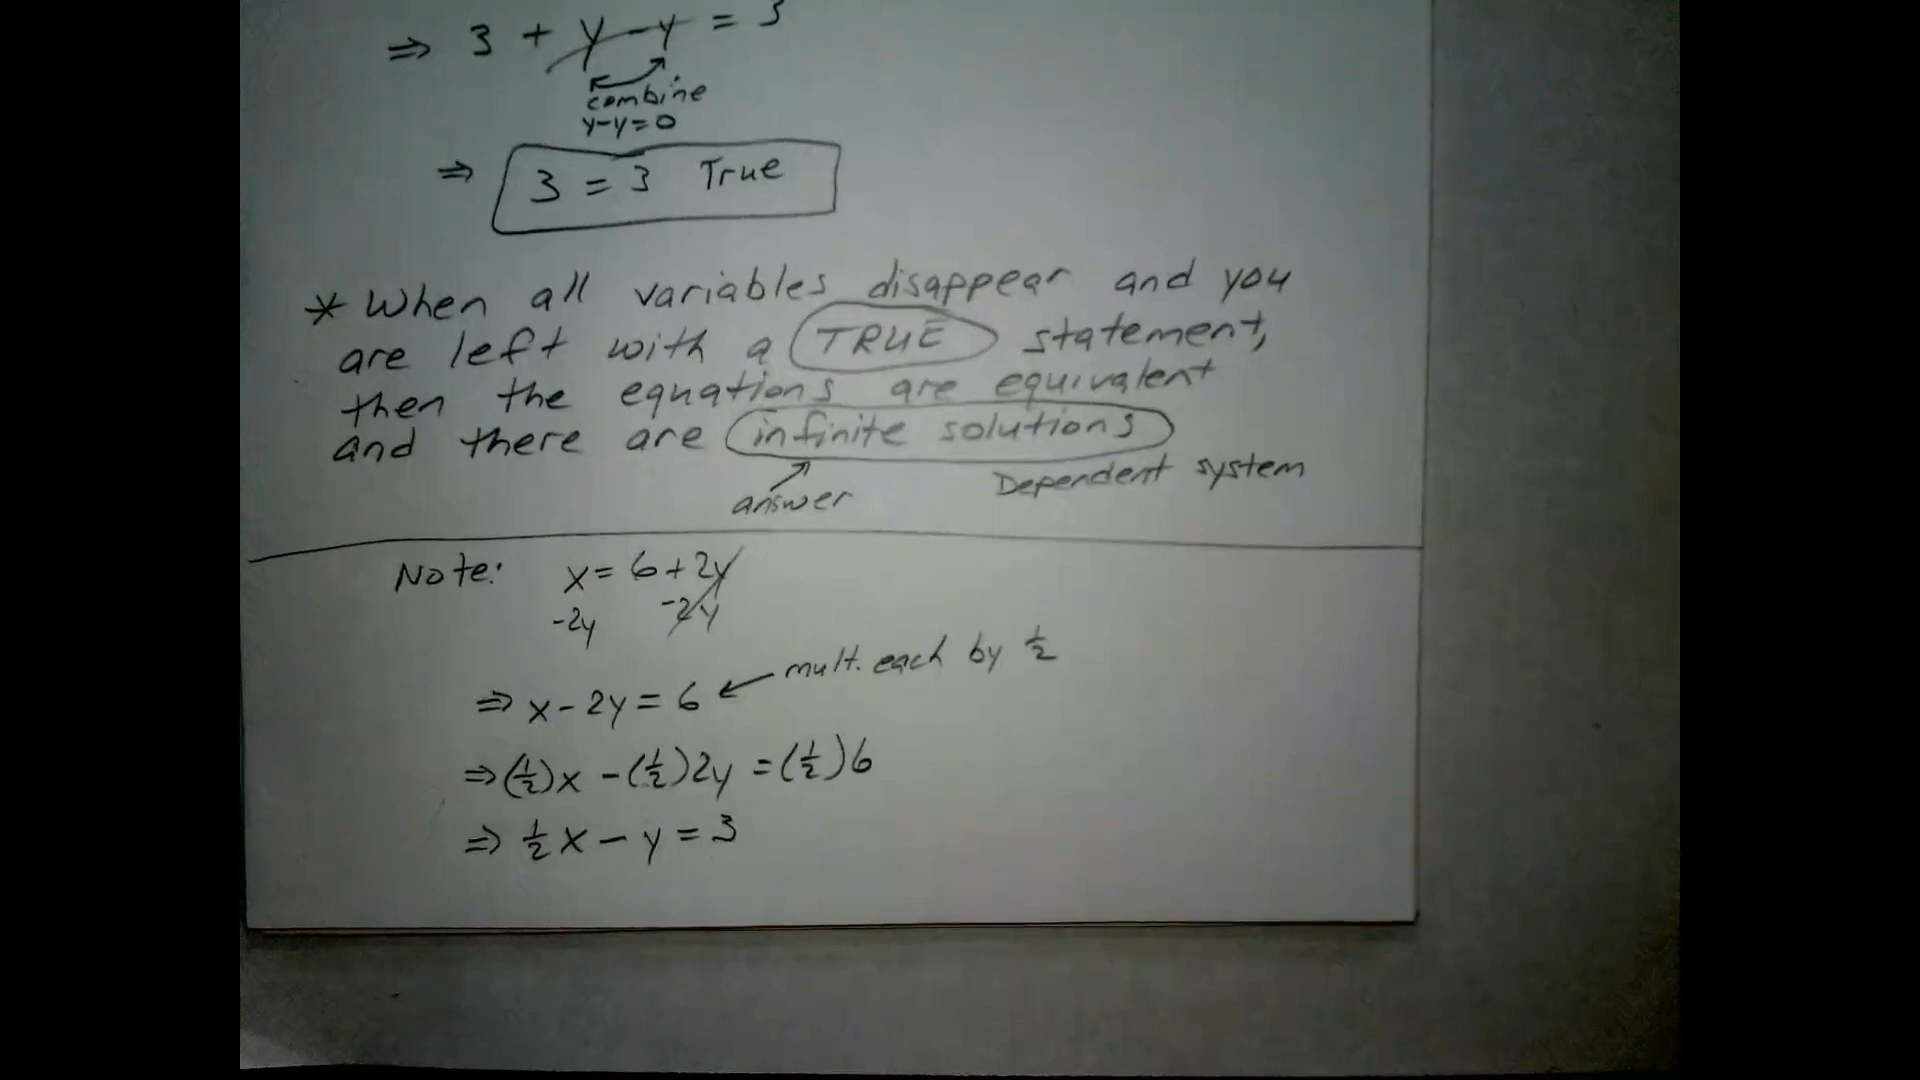 ⇒ 3 + y - y = 3
combine
y-y=0
⇒ 3 = 3 True
* When all variables disappear and you
are left with a TRUE statement,
then the equations are equivalent
and there are infinite solutions
answer
Dependent system
Note: x = 6+2y
-2y -2y
⇒ x - 2y = 6 ← mult. each by 1/2
⇒ (1/2)x - (1/2)2y = (1/2)6
⇒ 1/2 x - y = 3